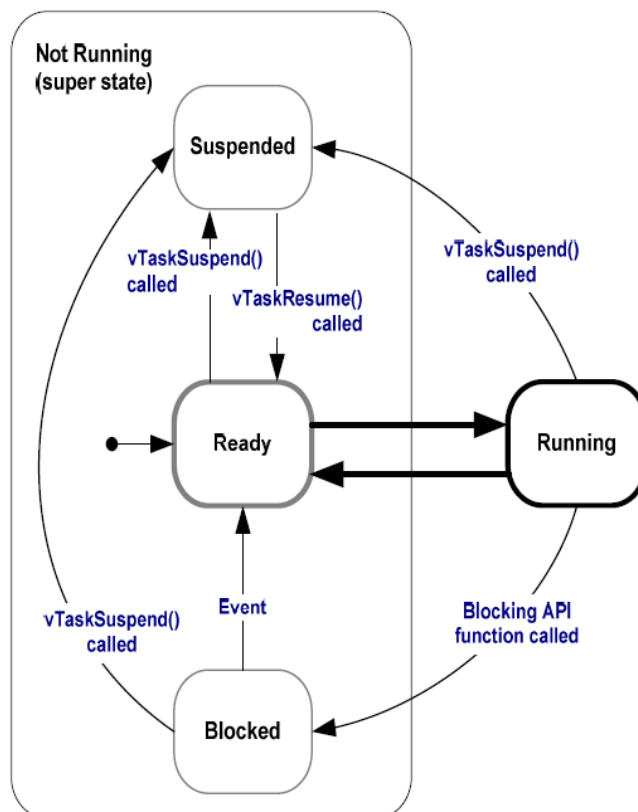 Not Running
(super state)
Suspended
vTaskSuspend()
called
vTaskResume()
called
vTaskSuspend()
called
Ready
Running
Event
vTaskSuspend()
called
Blocking API
function called
Blocked